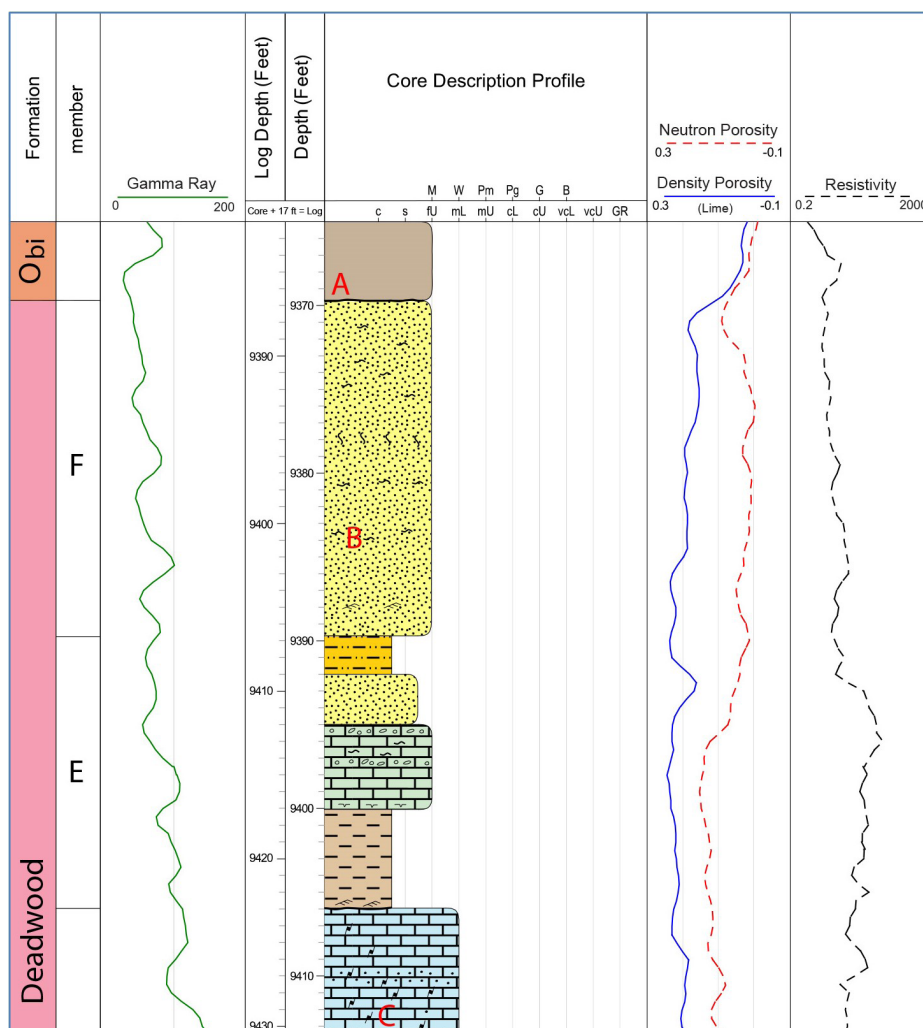 Formation
member
Gamma Ray
0 200
Log Depth (Feet)
Depth (Feet)
Core + 17 ft = Log
Core Description Profile
M W Pm Pg G B
c s fU mL mU cL cU vcL vcU GR
Neutron Porosity
0.3 -0.1
Density Porosity
0.3 (Lime) -0.1
Resistivity
0.2 2000
Obi
A
9370
9390
F
9380
9400
B
9390
9410
E
9400
9420
Deadwood
9410
C
9430